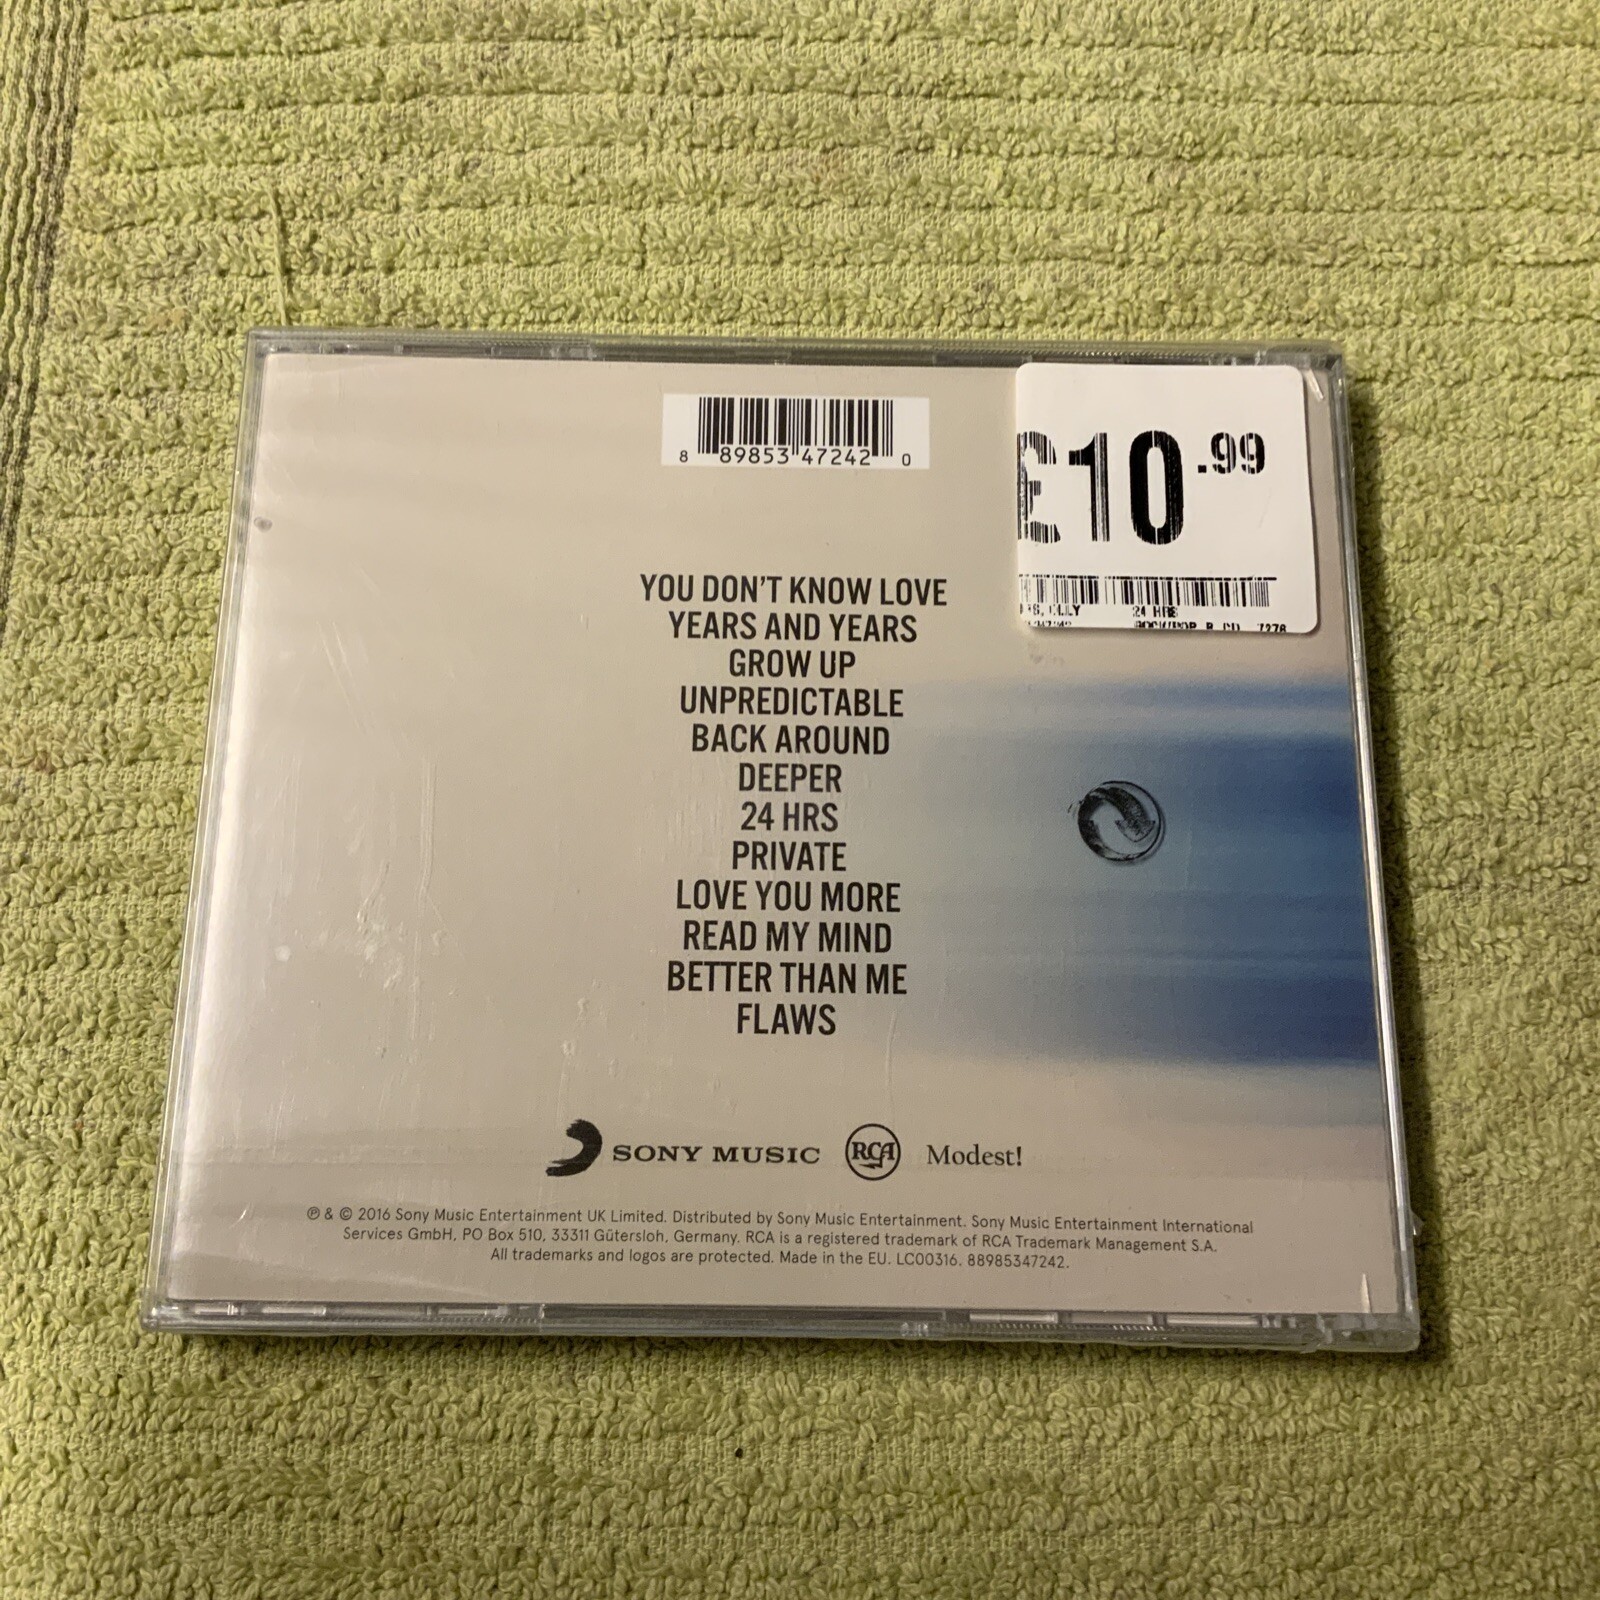 8 89853 47242 0
£10.99
24 HRS
YOU DON'T KNOW LOVE
YEARS AND YEARS
GROW UP
UNPREDICTABLE
BACK AROUND
DEEPER
24 HRS
PRIVATE
LOVE YOU MORE
READ MY MIND
BETTER THAN ME
FLAWS
SONY MUSIC RCA Modest!
℗ & © 2016 Sony Music Entertainment UK Limited. Distributed by Sony Music Entertainment. Sony Music Entertainment International
Services GmbH, PO Box 510, 33311 Gütersloh, Germany. RCA is a registered trademark of RCA Trademark Management S.A.
All trademarks and logos are protected. Made in the EU. LC00316. 88985347242.